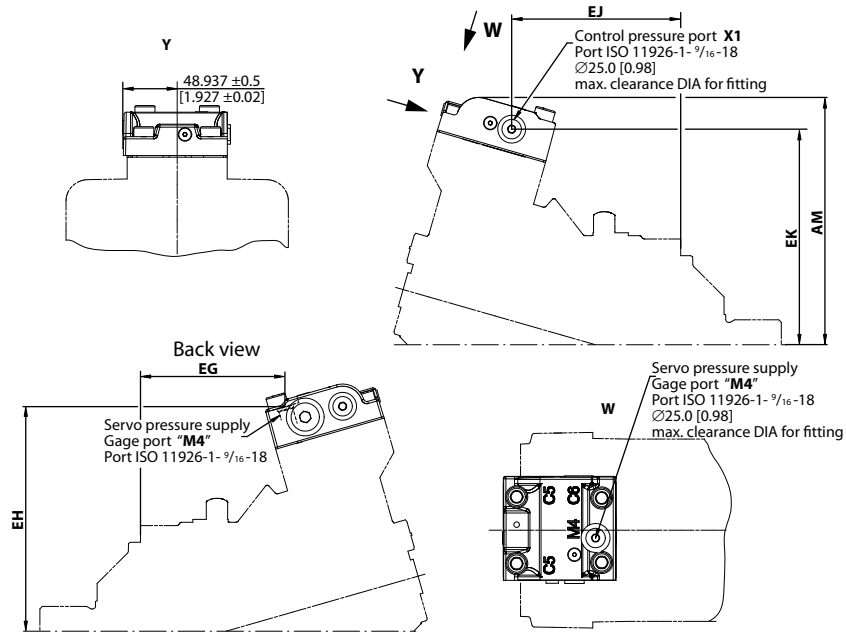 Y
48.937 ±0.5
[1.927 ±0.02]
W
Y
EJ
Control pressure port X1
Port ISO 11926-1- 9/16 -18
∅25.0 [0.98]
max. clearance DIA for fitting
EK
AM
Back view
EG
Servo pressure supply
Gage port "M4"
Port ISO 11926-1- 9/16 -18
EH
Servo pressure supply
Gage port "M4"
Port ISO 11926-1- 9/16 -18
∅25.0 [0.98]
max. clearance DIA for fitting
W
C5 C6
M4
C5